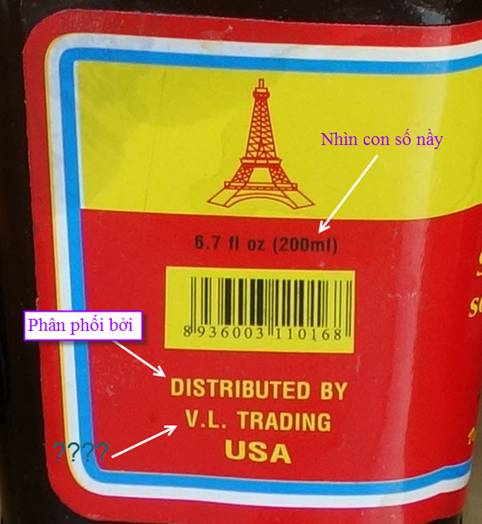 Nhìn con số nầy
6.7 fl oz (200ml)
8 936003 110168
Phân phối bởi
DISTRIBUTED BY
V.L. TRADING
????
USA